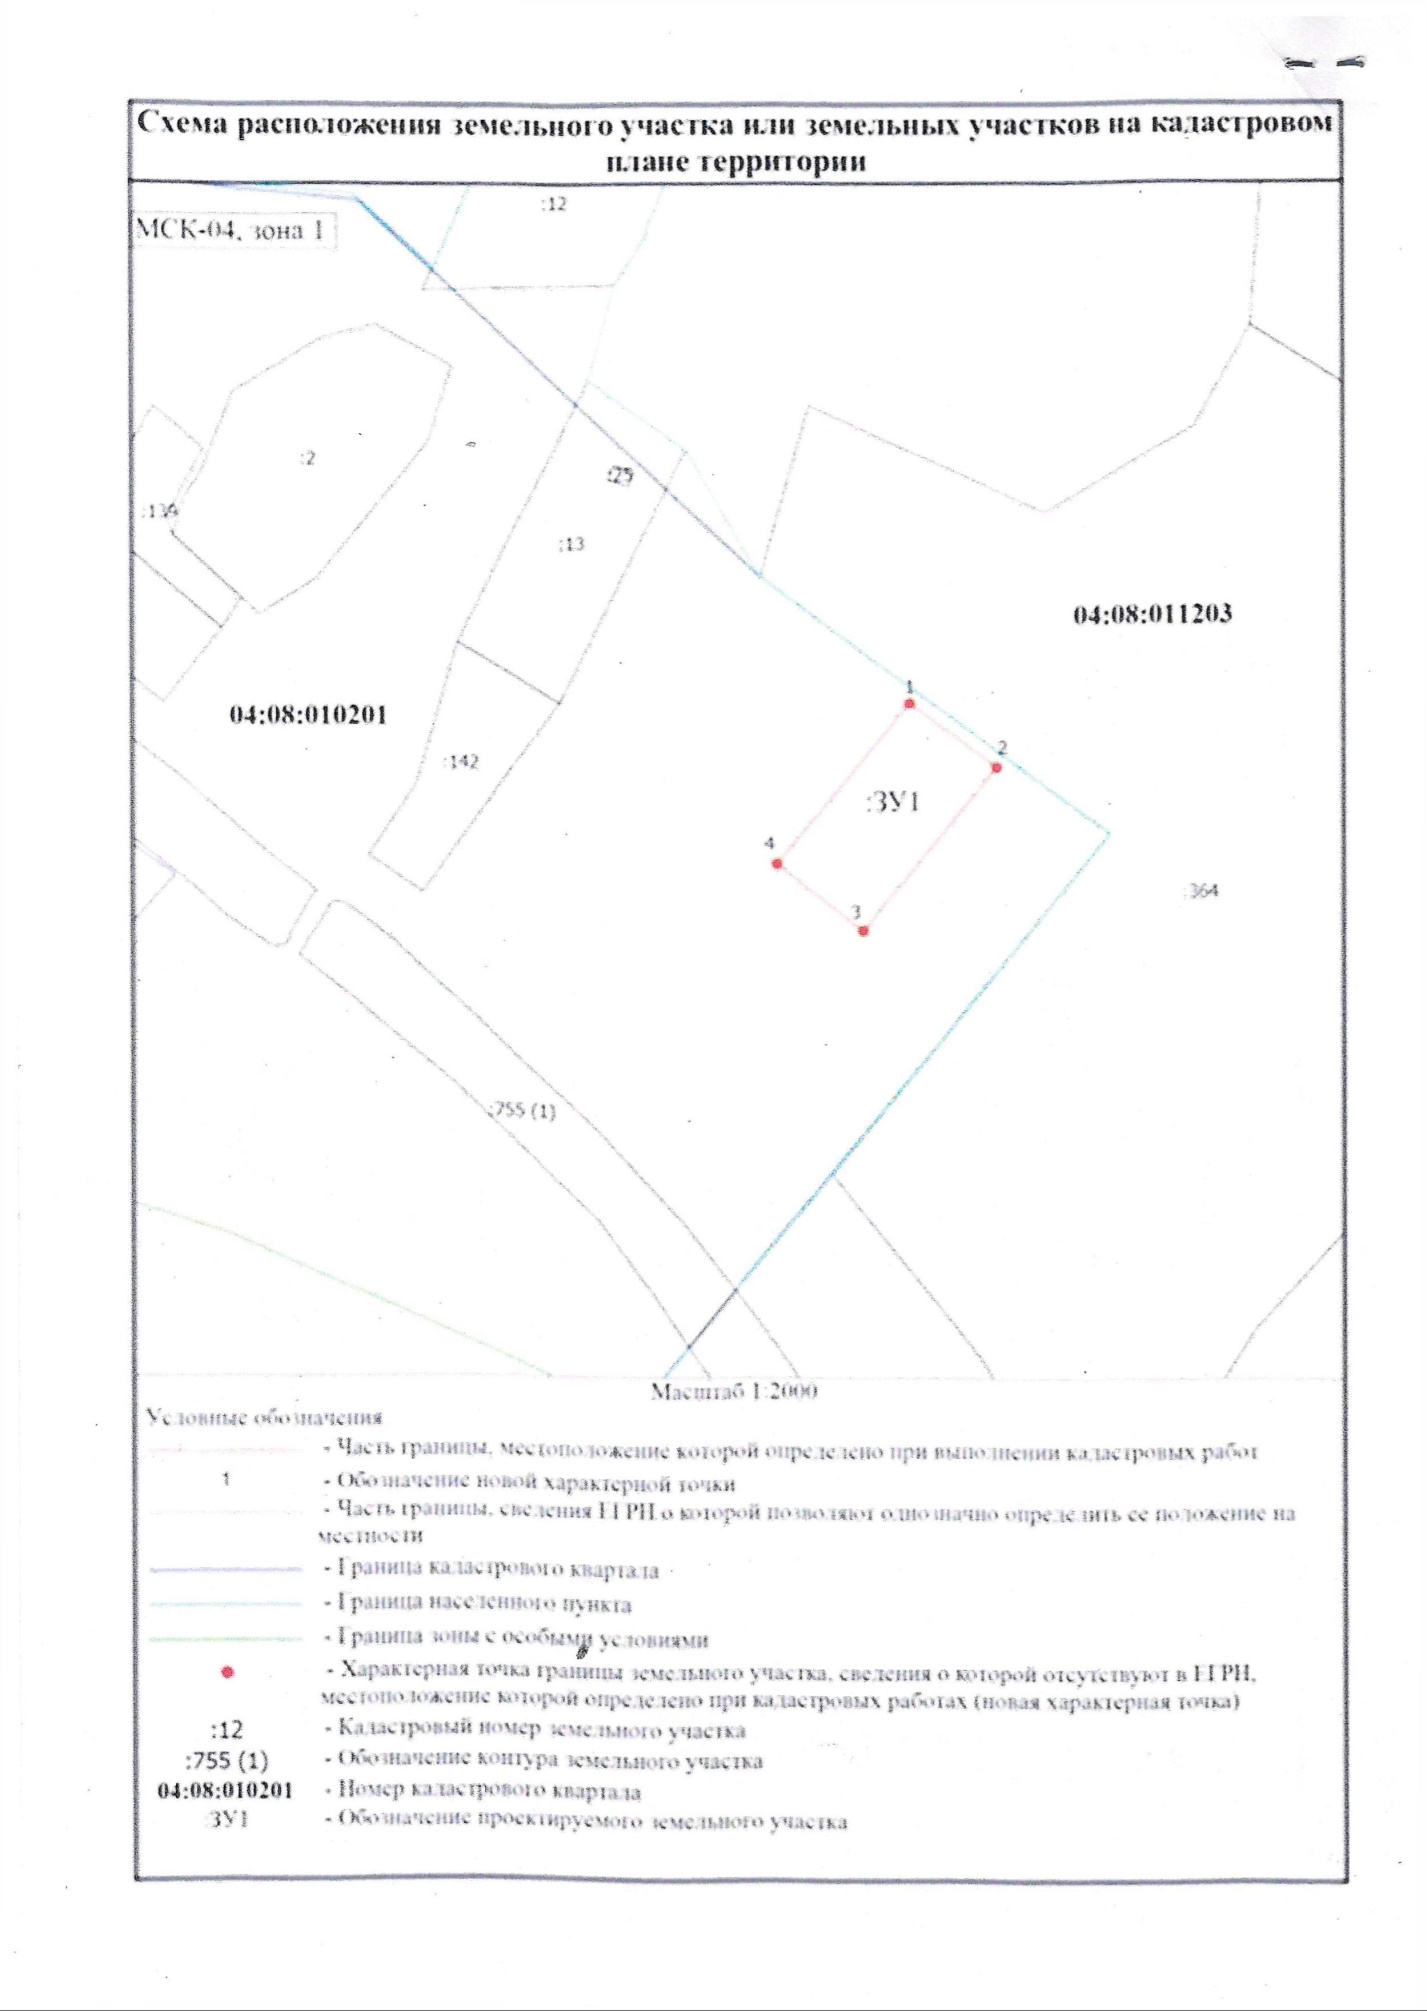 Схема расположения земельного участка или земельных участков на кадастровом
плане территории
:12
МСК-04, зона 1
:2
:29
:139
:13
04:08:011203
1
04:08:010201
2
:142
:ЗУ1
4
:364
3
:755 (1)
Масштаб 1:2000
Условные обозначения
- Часть границы, местоположение которой определено при выполнении кадастровых работ
1 - Обозначение новой характерной точки
- Часть границы, сведения ЕГРН о которой позволяют однозначно определить ее положение на
местности
- Граница кадастрового квартала
- Граница населенного пункта
- Граница зоны с особыми условиями
- Характерная точка границы земельного участка, сведения о которой отсутствуют в ЕГРН,
местоположение которой определено при кадастровых работах (новая характерная точка)
:12 - Кадастровый номер земельного участка
:755 (1) - Обозначение контура земельного участка
04:08:010201 - Номер кадастрового квартала
:ЗУ1 - Обозначение проектируемого земельного участка